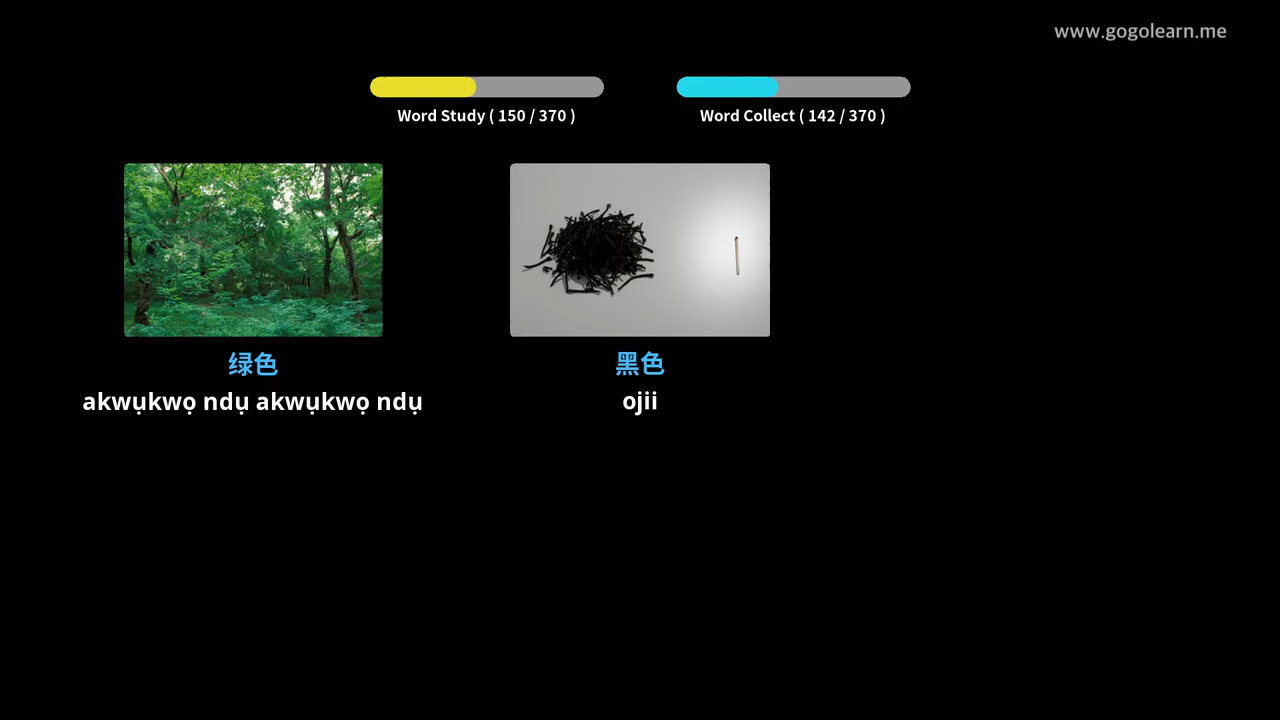 www.gogolearn.me
Word Study ( 150 / 370 )
Word Collect ( 142 / 370 )
绿色
akwụkwọ ndụ akwụkwọ ndụ
黑色
ojii